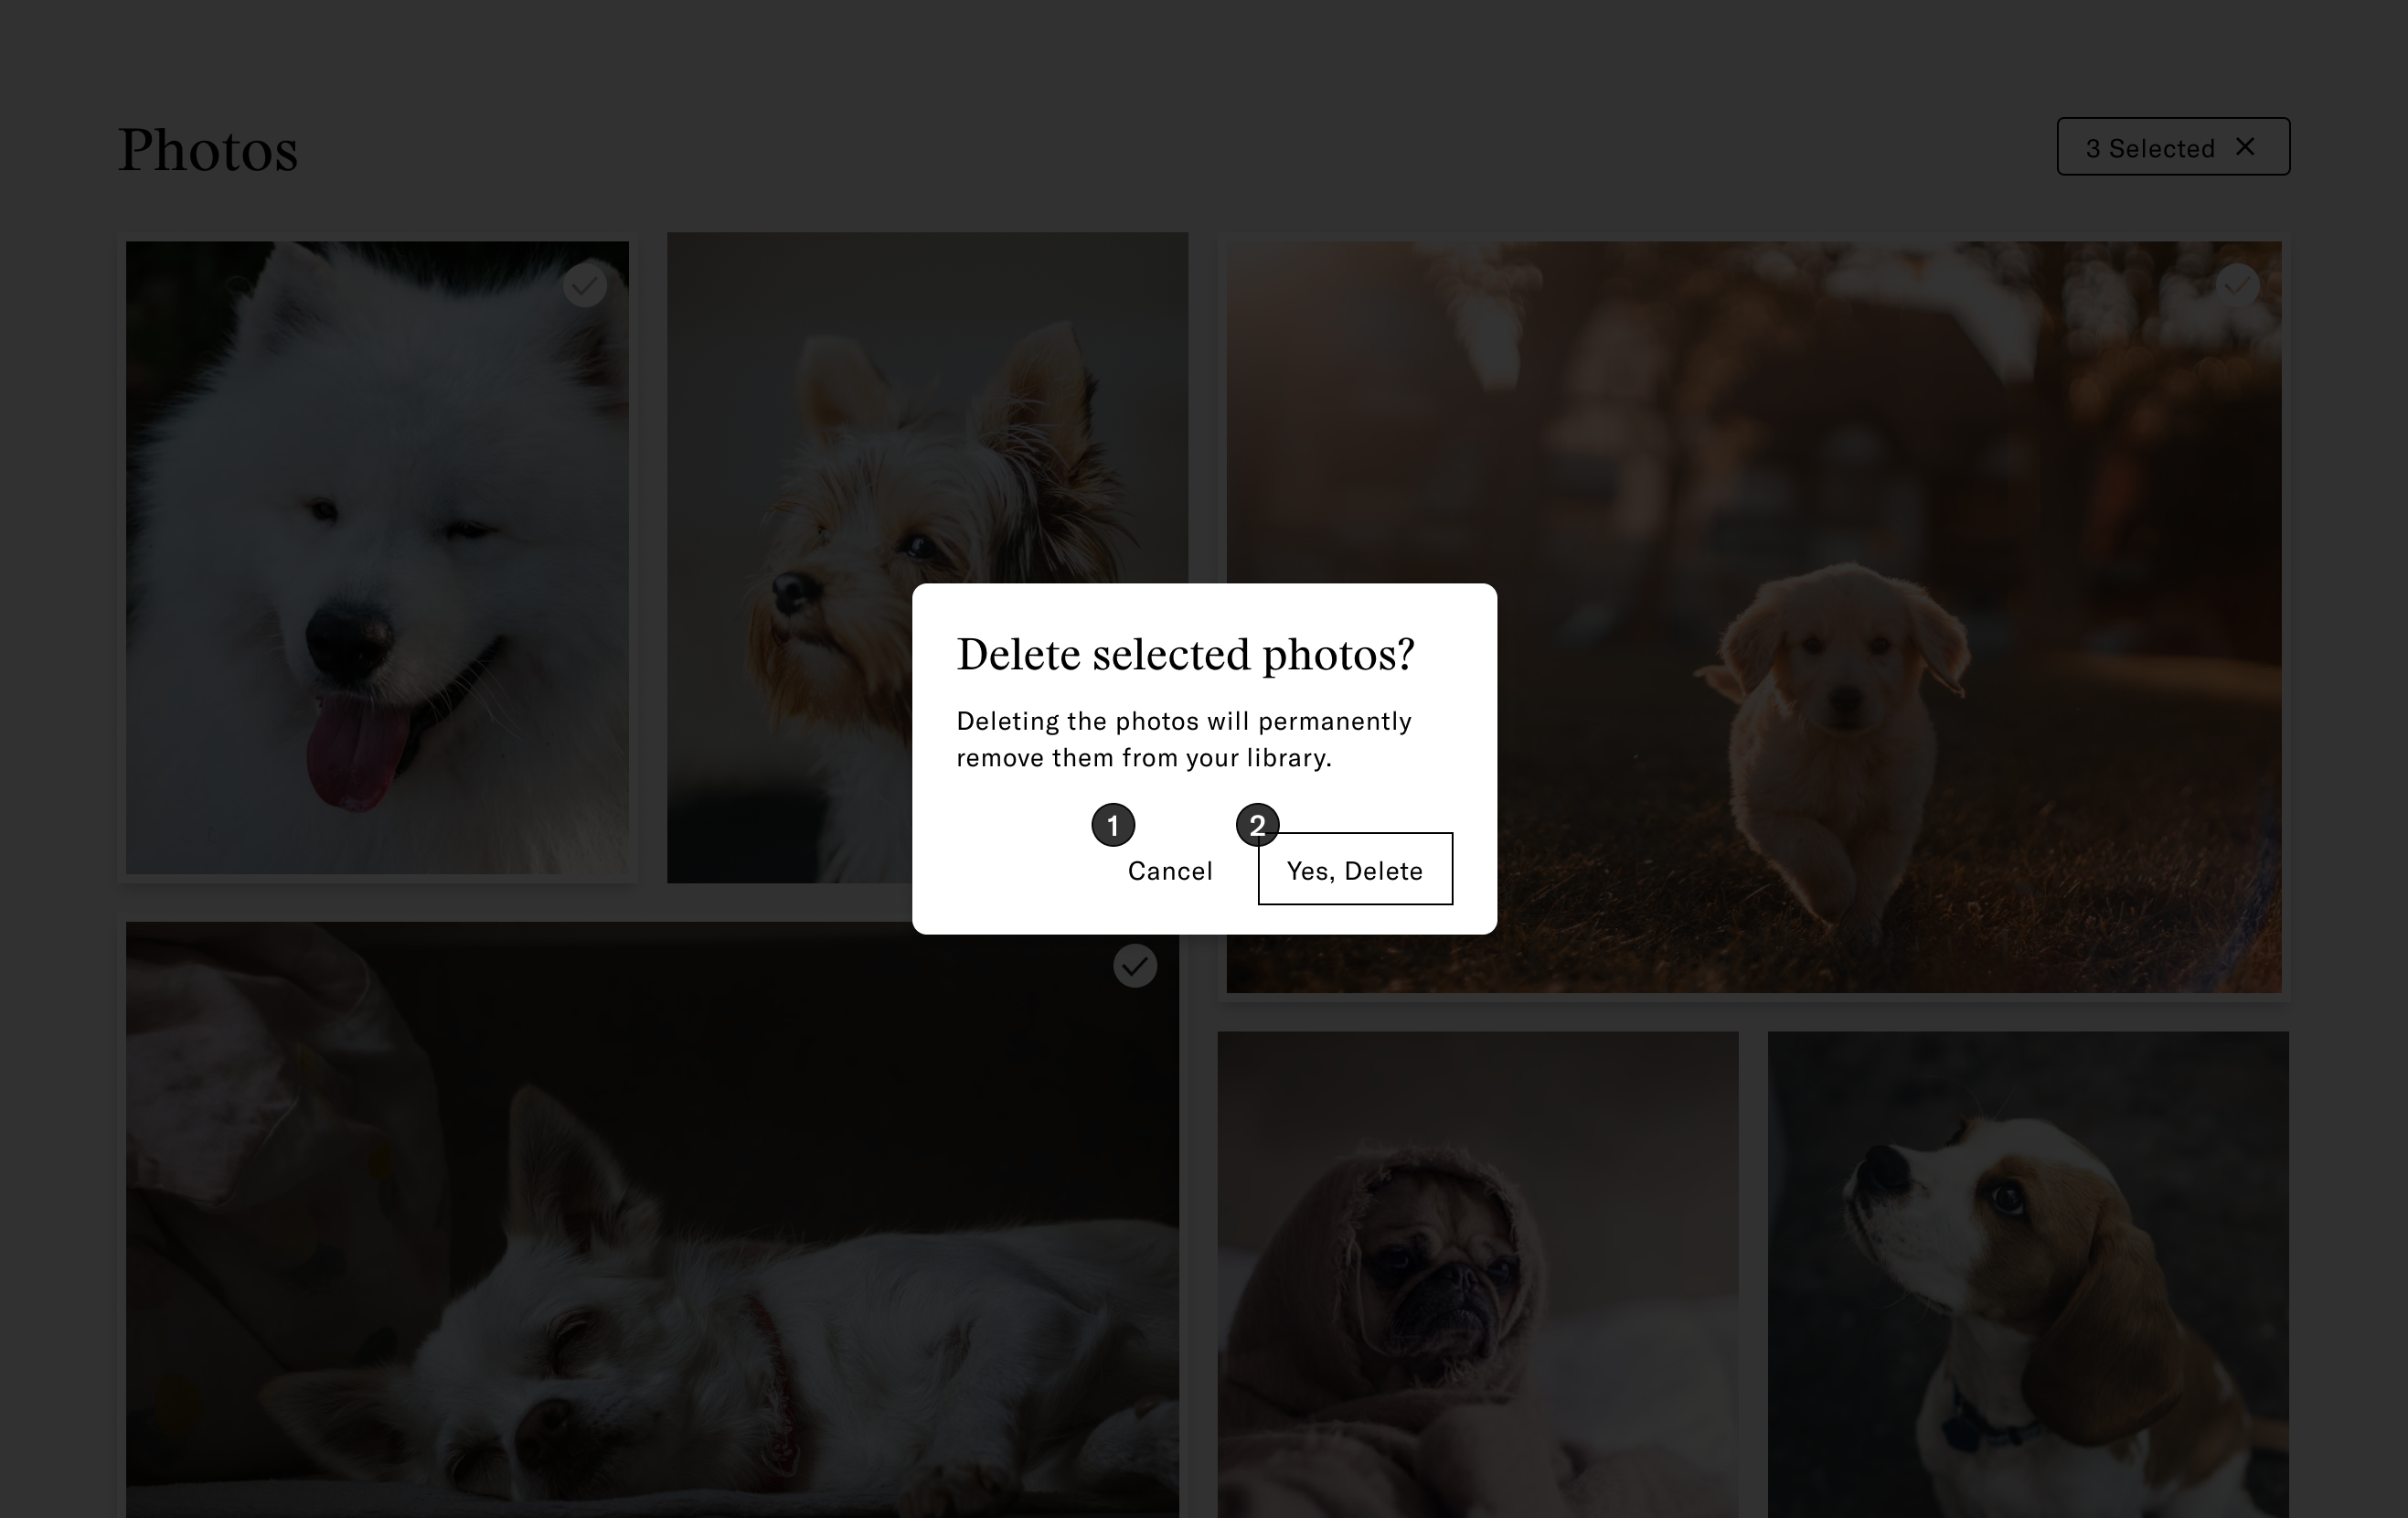 Photos
3 Selected
Delete selected photos?
Deleting the photos will permanently
remove them from your library.
1
2
Cancel
Yes, Delete